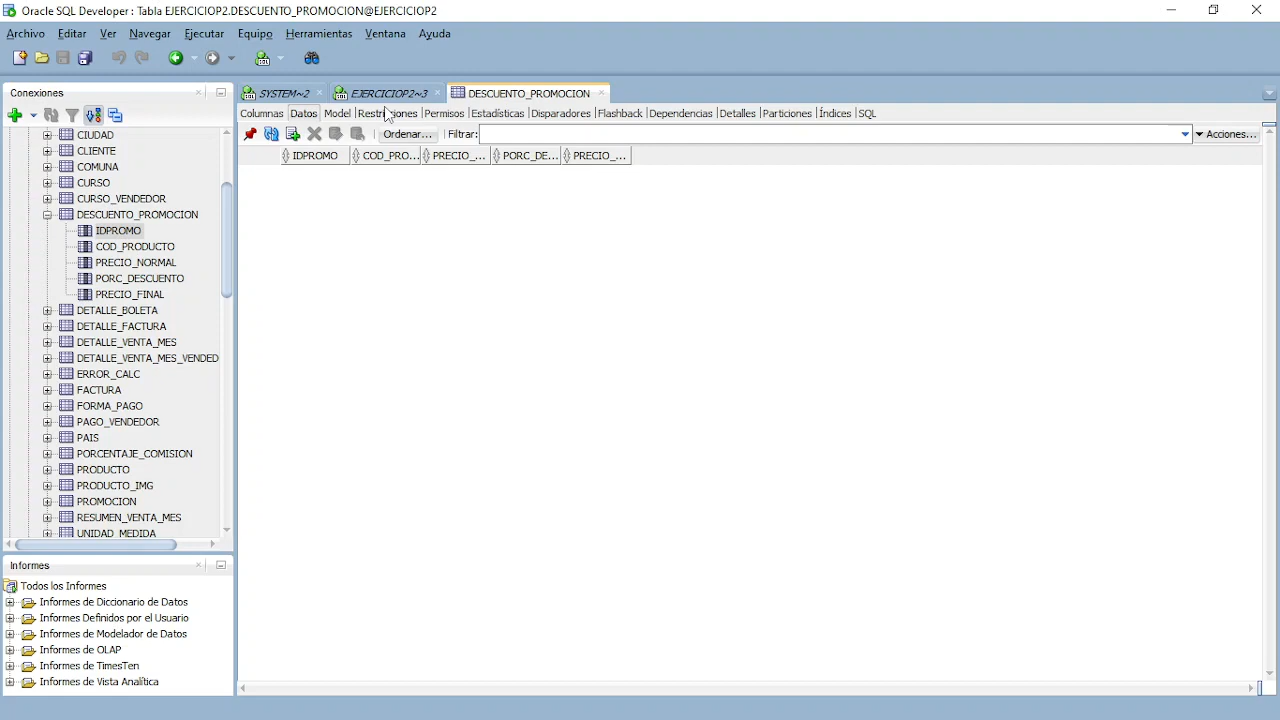 Oracle SQL Developer : Tabla EJERCICIOP2.DESCUENTO_PROMOCION@EJERCICIOP2
Archivo Editar Ver Navegar Ejecutar Equipo Herramientas Ventana Ayuda
Conexiones
CIUDAD
CLIENTE
COMUNA
CURSO
CURSO_VENDEDOR
DESCUENTO_PROMOCION
IDPROMO
COD_PRODUCTO
PRECIO_NORMAL
PORC_DESCUENTO
PRECIO_FINAL
DETALLE_BOLETA
DETALLE_FACTURA
DETALLE_VENTA_MES
DETALLE_VENTA_MES_VENDED
ERROR_CALC
FACTURA
FORMA_PAGO
PAGO_VENDEDOR
PAIS
PORCENTAJE_COMISION
PRODUCTO
PRODUCTO_IMG
PROMOCION
RESUMEN_VENTA_MES
UNIDAD_MEDIDA
Informes
Todos los Informes
Informes de Diccionario de Datos
Informes Definidos por el Usuario
Informes de Modelador de Datos
Informes de OLAP
Informes de TimesTen
Informes de Vista Analítica
SYSTEM~2 EJERCICIOP2~3 DESCUENTO_PROMOCION
Columnas Datos Model Restricciones Permisos Estadísticas Disparadores Flashback Dependencias Detalles Particiones Índices SQL
Ordenar... Filtrar: Acciones...
IDPROMO COD_PRO... PRECIO_... PORC_DE... PRECIO_...